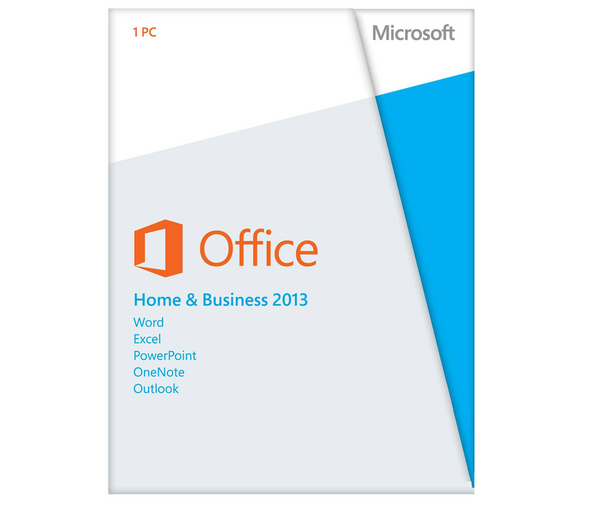 1 PC
Microsoft
Office
Home & Business 2013
Word
Excel
PowerPoint
OneNote
Outlook